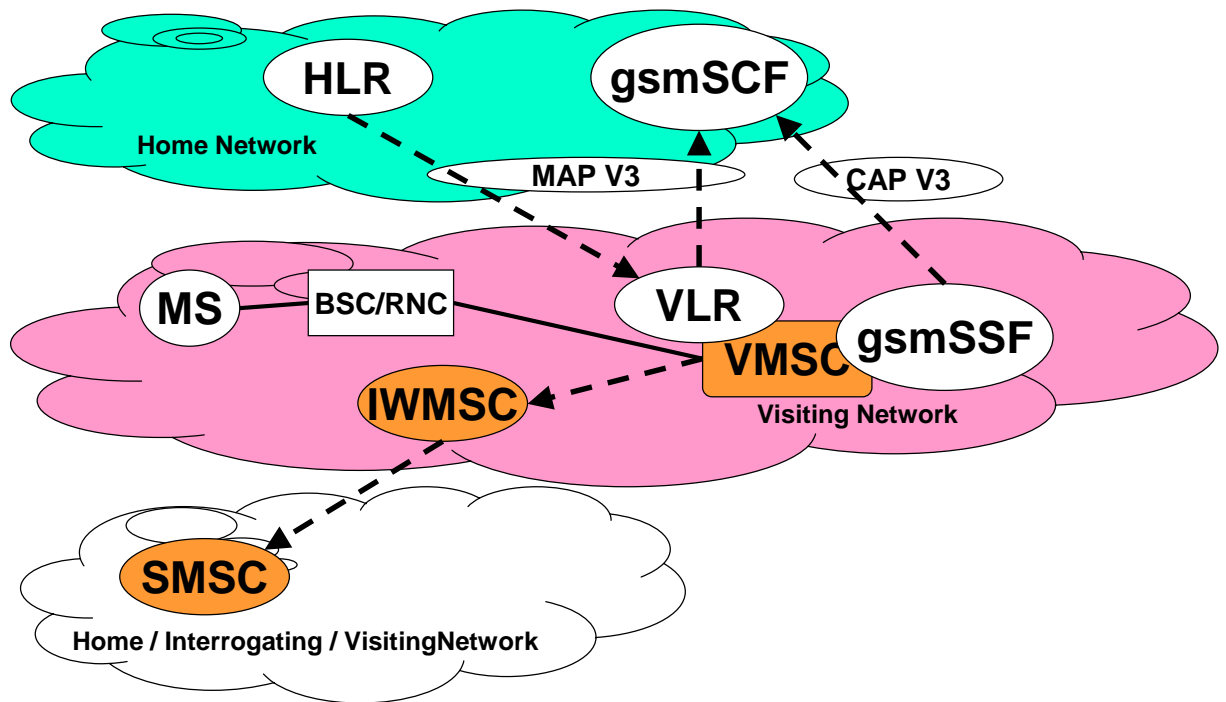 HLR
gsmSCF
Home Network
MAP V3
CAP V3
MS
BSC/RNC
VLR
VMSC
gsmSSF
IWMSC
Visiting Network
SMSC
Home / Interrogating / VisitingNetwork